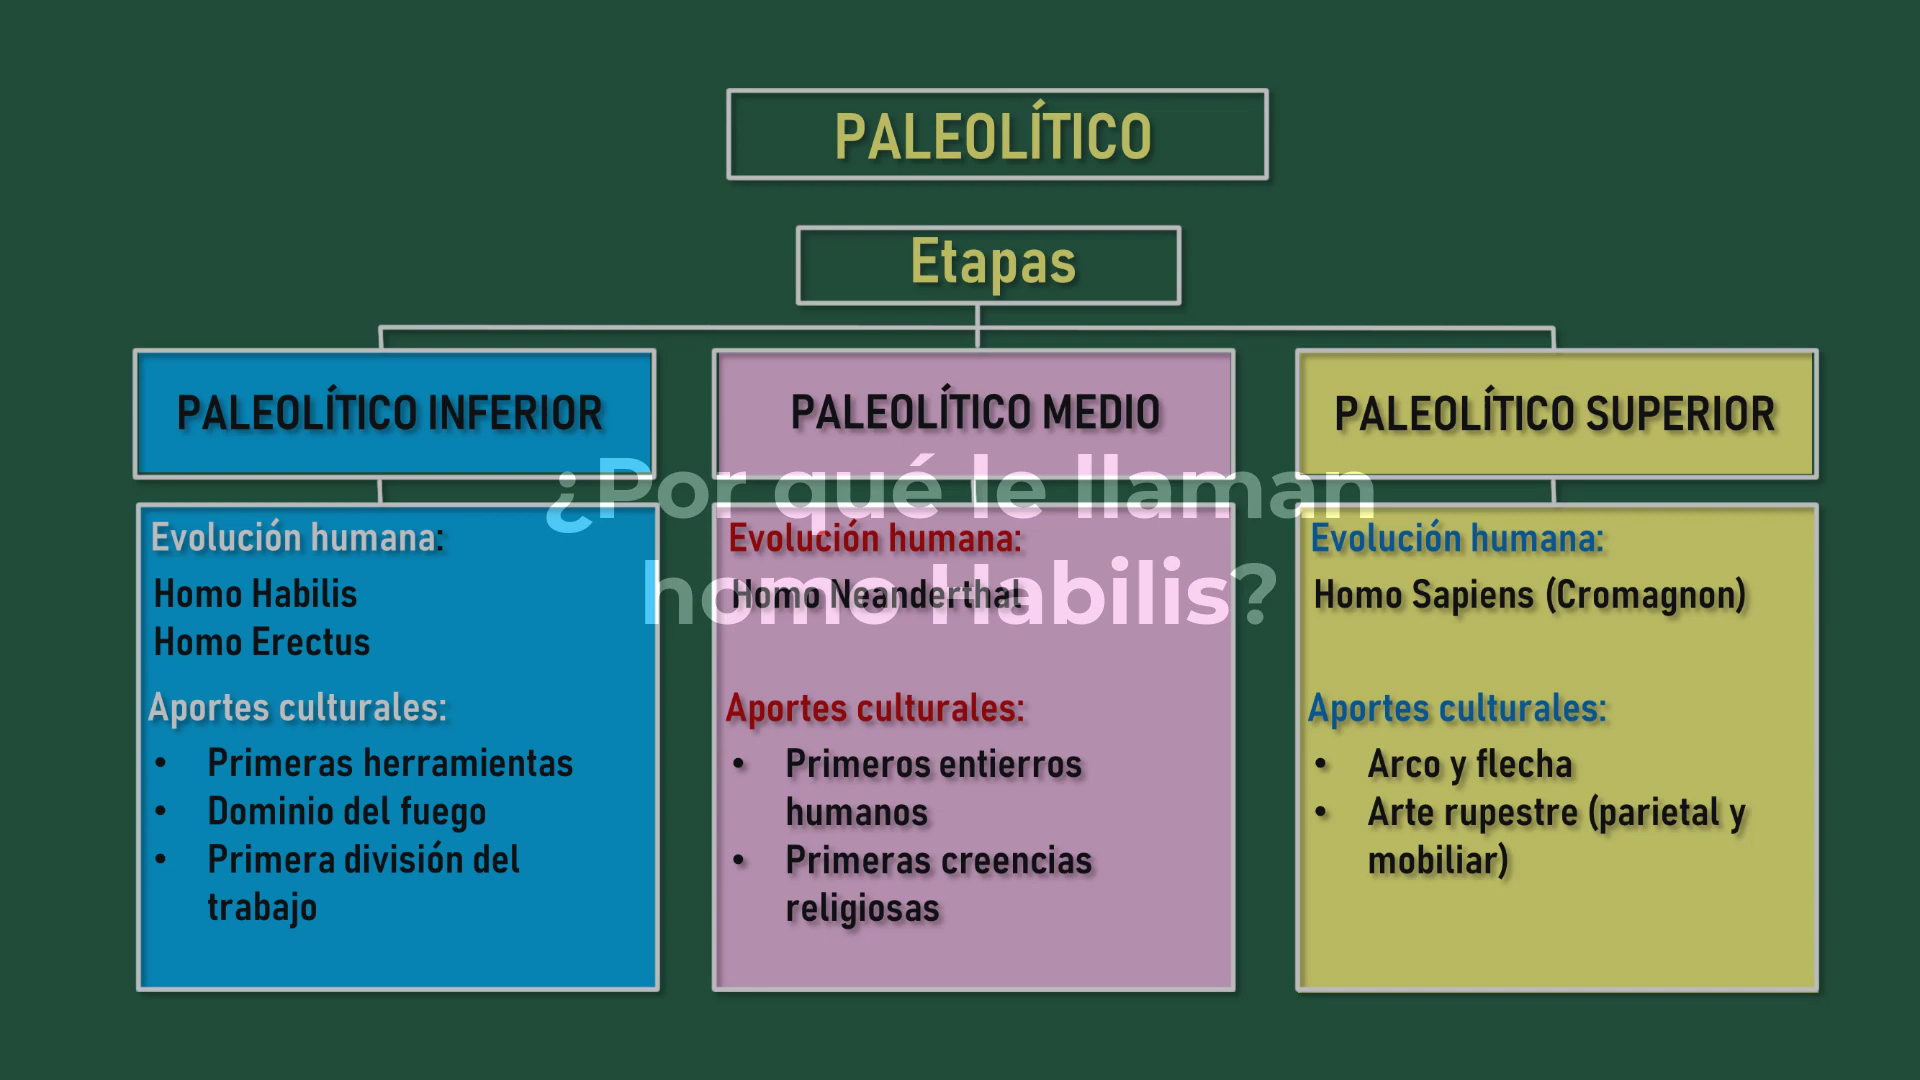 PALEOLÍTICO
Etapas
PALEOLÍTICO INFERIOR
Evolución humana:
Homo Habilis
Homo Erectus
Aportes culturales:
• Primeras herramientas
• Dominio del fuego
• Primera división del
trabajo
PALEOLÍTICO MEDIO
Evolución humana:
Homo Neanderthal
Aportes culturales:
• Primeros entierros
humanos
• Primeras creencias
religiosas
PALEOLÍTICO SUPERIOR
Evolución humana:
Homo Sapiens (Cromagnon)
Aportes culturales:
• Arco y flecha
• Arte rupestre (parietal y
mobiliar)
¿Por qué le llaman
homo Habilis?